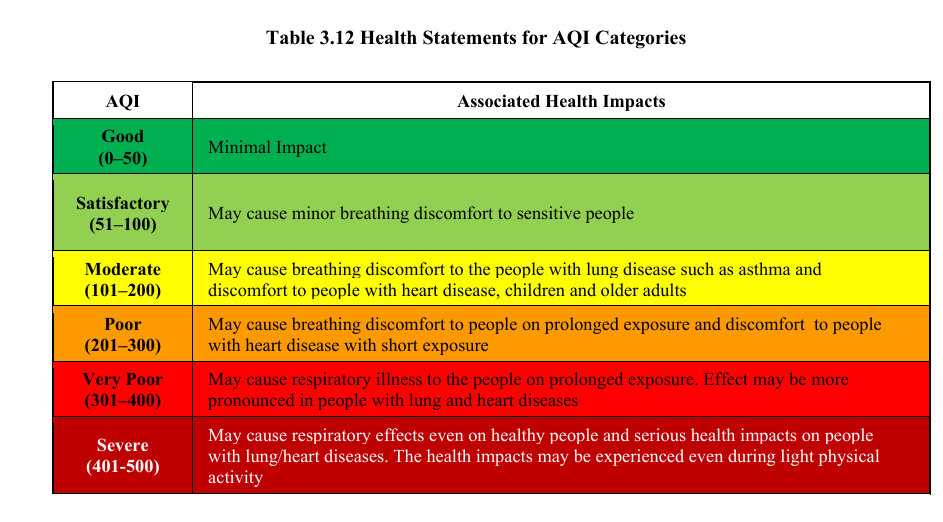 Table 3.12 Health Statements for AQI Categories
AQI
Associated Health Impacts
Good
(0–50)
Minimal Impact
Satisfactory
(51–100)
May cause minor breathing discomfort to sensitive people
Moderate
(101–200)
May cause breathing discomfort to the people with lung disease such as asthma and
discomfort to people with heart disease, children and older adults
Poor
(201–300)
May cause breathing discomfort to people on prolonged exposure and discomfort  to people
with heart disease with short exposure
Very Poor
(301–400)
May cause respiratory illness to the people on prolonged exposure. Effect may be more
pronounced in people with lung and heart diseases
Severe
(401-500)
May cause respiratory effects even on healthy people and serious health impacts on people
with lung/heart diseases. The health impacts may be experienced even during light physical
activity